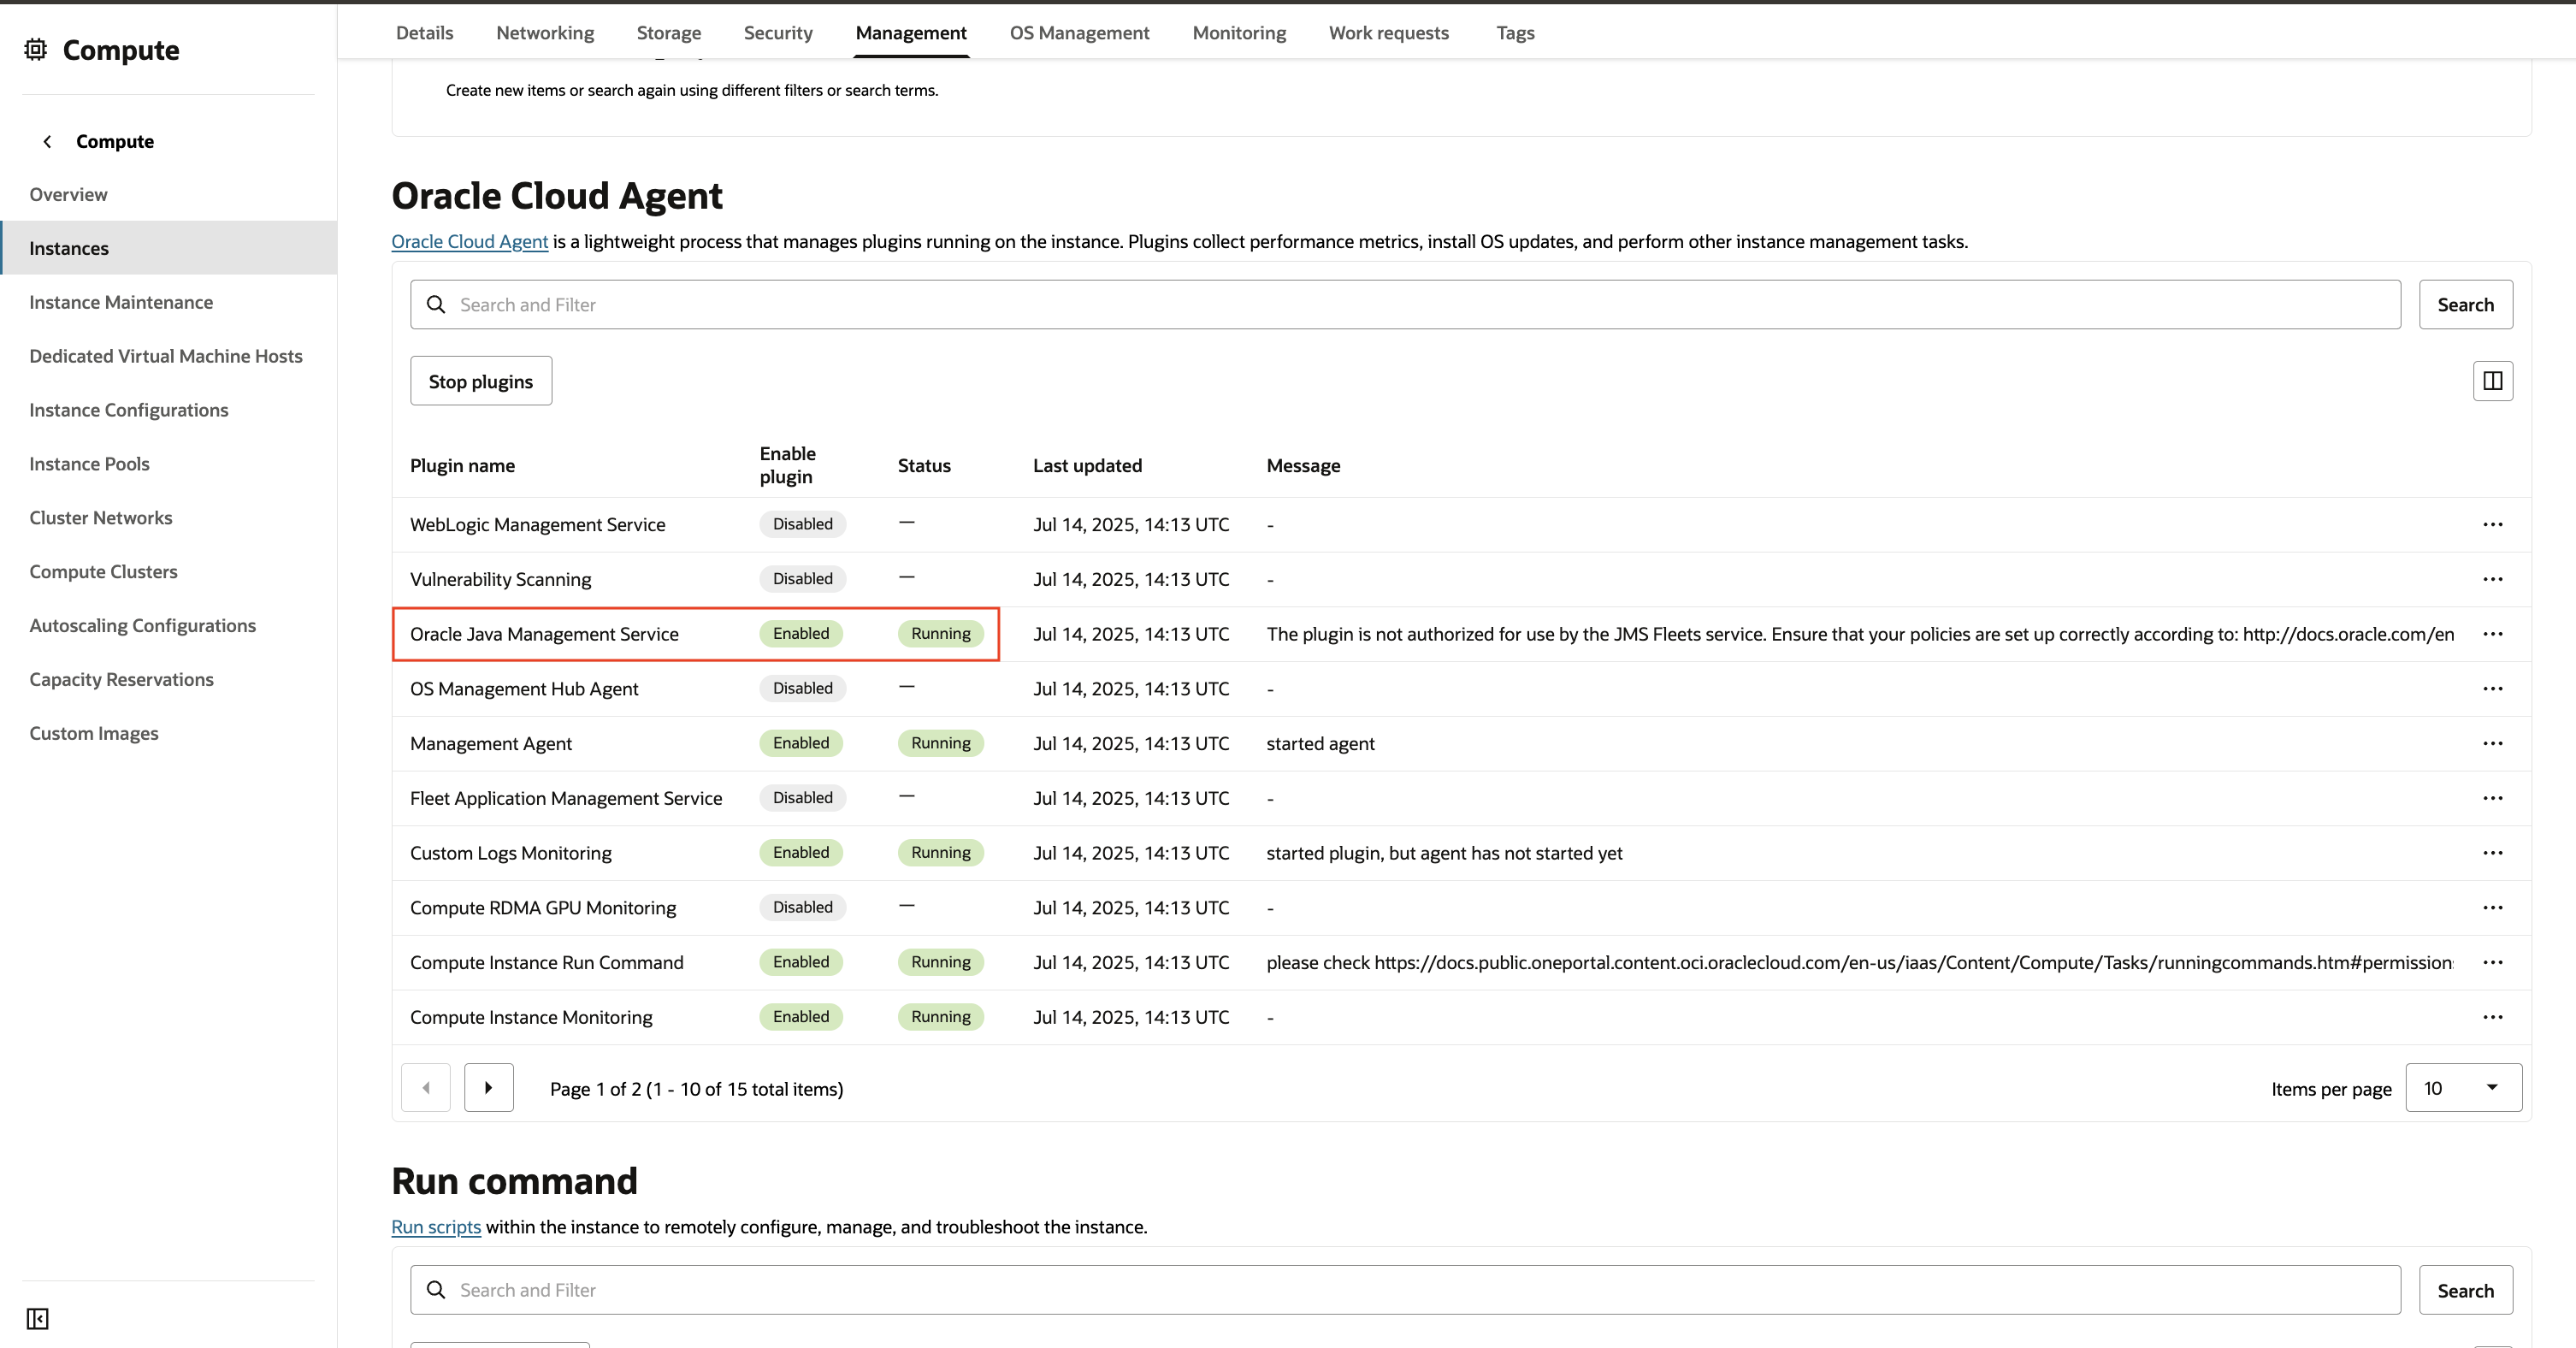 Compute
Details Networking Storage Security Management OS Management Monitoring Work requests Tags
Create new items or search again using different filters or search terms.
Compute
Overview
Instances
Instance Maintenance
Dedicated Virtual Machine Hosts
Instance Configurations
Instance Pools
Cluster Networks
Compute Clusters
Autoscaling Configurations
Capacity Reservations
Custom Images
Oracle Cloud Agent
Oracle Cloud Agent is a lightweight process that manages plugins running on the instance. Plugins collect performance metrics, install OS updates, and perform other instance management tasks.
Search and Filter Search
Stop plugins
Plugin name Enable plugin Status Last updated Message
WebLogic Management Service Disabled — Jul 14, 2025, 14:13 UTC -
Vulnerability Scanning Disabled — Jul 14, 2025, 14:13 UTC -
Oracle Java Management Service Enabled Running Jul 14, 2025, 14:13 UTC The plugin is not authorized for use by the JMS Fleets service. Ensure that your policies are set up correctly according to: http://docs.oracle.com/en
OS Management Hub Agent Disabled — Jul 14, 2025, 14:13 UTC -
Management Agent Enabled Running Jul 14, 2025, 14:13 UTC started agent
Fleet Application Management Service Disabled — Jul 14, 2025, 14:13 UTC -
Custom Logs Monitoring Enabled Running Jul 14, 2025, 14:13 UTC started plugin, but agent has not started yet
Compute RDMA GPU Monitoring Disabled — Jul 14, 2025, 14:13 UTC -
Compute Instance Run Command Enabled Running Jul 14, 2025, 14:13 UTC please check https://docs.public.oneportal.content.oci.oraclecloud.com/en-us/iaas/Content/Compute/Tasks/runningcommands.htm#permission
Compute Instance Monitoring Enabled Running Jul 14, 2025, 14:13 UTC -
Page 1 of 2 (1 - 10 of 15 total items) Items per page 10
Run command
Run scripts within the instance to remotely configure, manage, and troubleshoot the instance.
Search and Filter Search